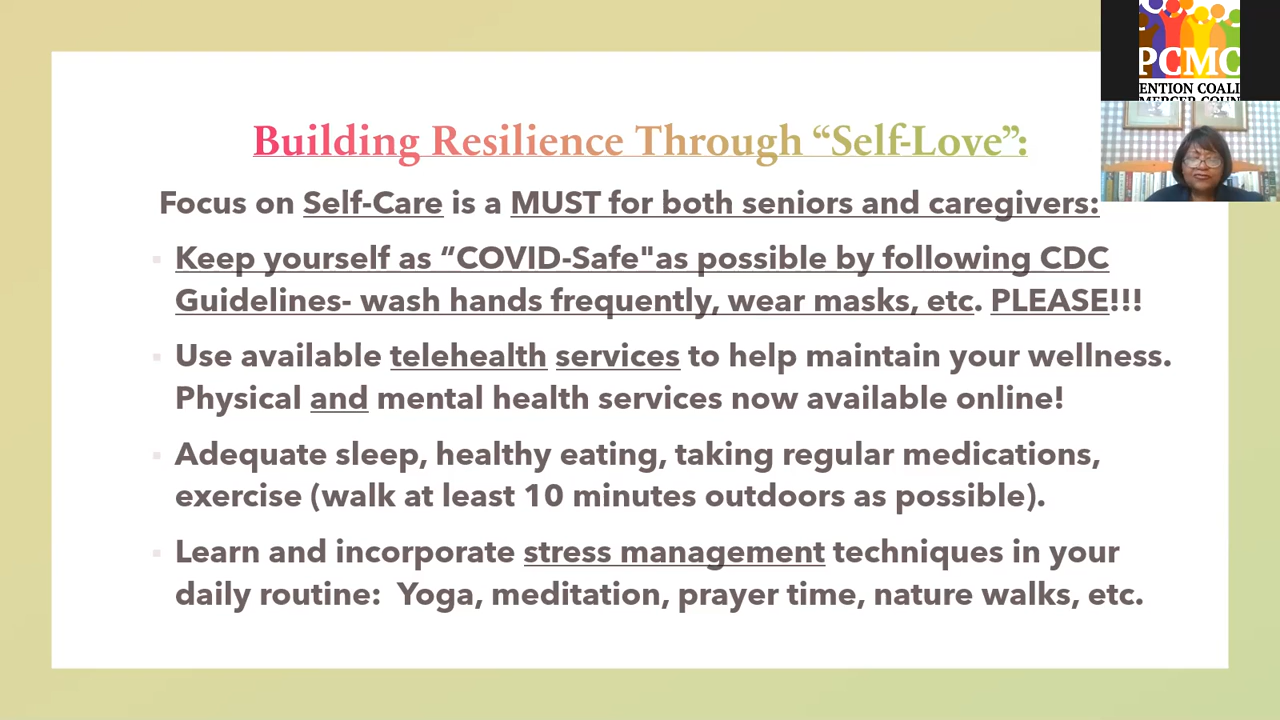 PCMC
ENTION COALI
MERCER COUN
Building Resilience Through “Self-Love”:
Focus on Self-Care is a MUST for both seniors and caregivers:
Keep yourself as “COVID-Safe"as possible by following CDC
Guidelines- wash hands frequently, wear masks, etc. PLEASE!!!
Use available telehealth services to help maintain your wellness.
Physical and mental health services now available online!
Adequate sleep, healthy eating, taking regular medications,
exercise (walk at least 10 minutes outdoors as possible).
Learn and incorporate stress management techniques in your
daily routine:  Yoga, meditation, prayer time, nature walks, etc.